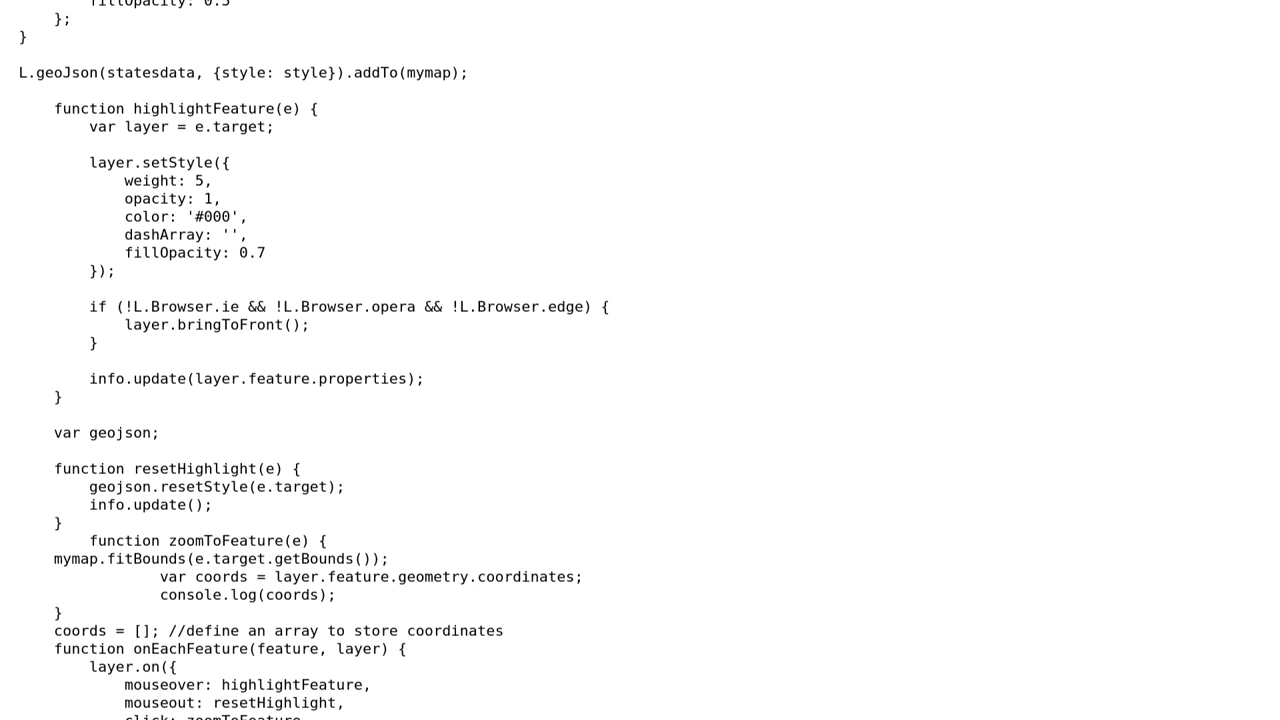 fillOpacity: 0.5
    };
}

L.geoJson(statesdata, {style: style}).addTo(mymap);

    function highlightFeature(e) {
        var layer = e.target;

        layer.setStyle({
            weight: 5,
            opacity: 1,
            color: '#000',
            dashArray: '',
            fillOpacity: 0.7
        });

        if (!L.Browser.ie && !L.Browser.opera && !L.Browser.edge) {
            layer.bringToFront();
        }

        info.update(layer.feature.properties);
    }

    var geojson;

    function resetHighlight(e) {
        geojson.resetStyle(e.target);
        info.update();
    }
        function zoomToFeature(e) {
    mymap.fitBounds(e.target.getBounds());
                var coords = layer.feature.geometry.coordinates;
                console.log(coords);
    }
    coords = []; //define an array to store coordinates
    function onEachFeature(feature, layer) {
        layer.on({
            mouseover: highlightFeature,
            mouseout: resetHighlight,
            click: zoomToFeature